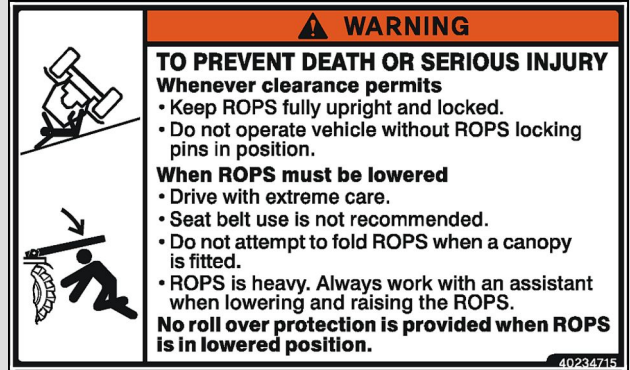 WARNING
TO PREVENT DEATH OR SERIOUS INJURY
Whenever clearance permits
• Keep ROPS fully upright and locked.
• Do not operate vehicle without ROPS locking
pins in position.
When ROPS must be lowered
• Drive with extreme care.
• Seat belt use is not recommended.
• Do not attempt to fold ROPS when a canopy
is fitted.
• ROPS is heavy. Always work with an assistant
when lowering and raising the ROPS.
No roll over protection is provided when ROPS
is in lowered position.
40234715